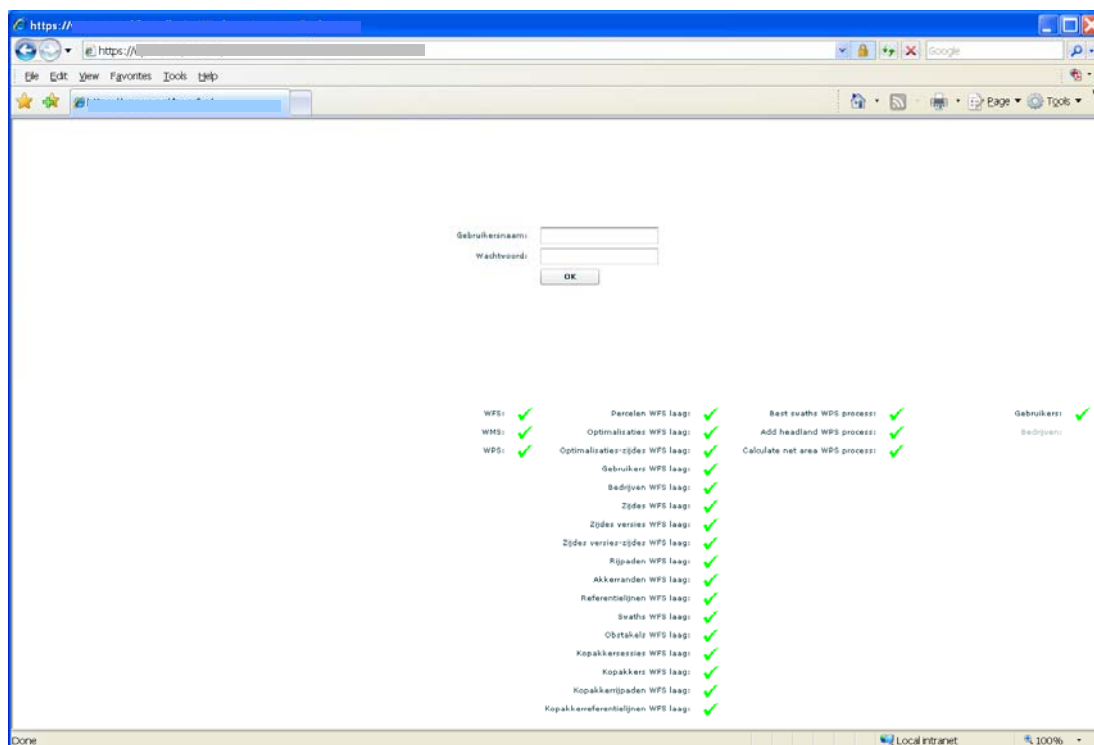 https://
https://
Google
File Edit View Favorites Tools Help
Page Tools
Gebruikersnaam:
Wachtwoord:
OK
WFS: Percelen WFS laag: Best swaths WPS process: Gebruikers:
WMS: Optimalisaties WFS laag: Add headland WPS process: Bedrijven:
WPS: Optimalisaties-zijdes WFS laag: Calculate net area WPS process:
Gebruikers WFS laag:
Bedrijven WFS laag:
Zijdes WFS laag:
Zijdes versies WFS laag:
Zijdes versies-zijdes WFS laag:
Rijpaden WFS laag:
Akkerranden WFS laag:
Referentielijnen WFS laag:
Swaths WFS laag:
Obstakels WFS laag:
Kopakkersessies WFS laag:
Kopakkers WFS laag:
Kopakkerrijpaden WFS laag:
Kopakkerreferentielijnen WFS laag:
Done Local intranet 100%